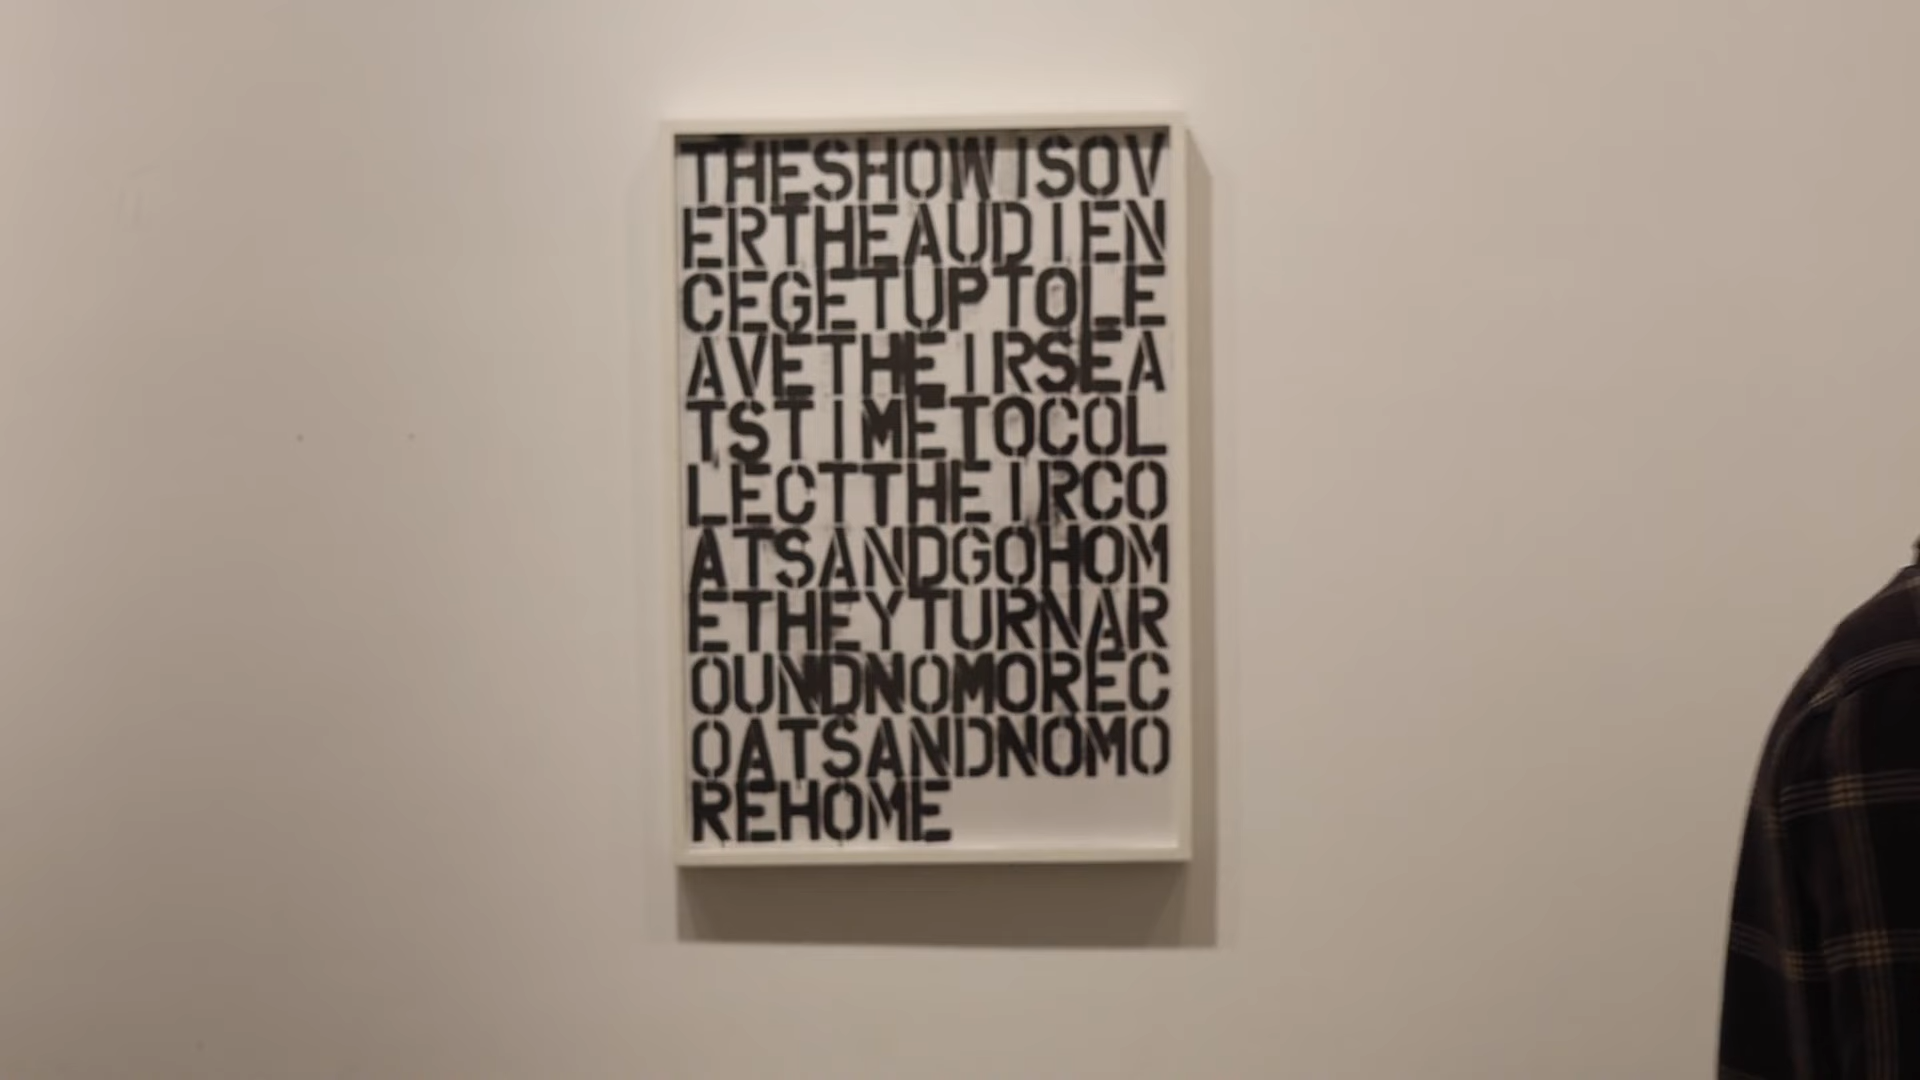 THESHOWISOV
ERTHEAUDIEN
CEGETUPTOLE
AVETHEIRSEA
TSTIMETOCOL
LECTTHEIRCO
ATSANDGOHOM
ETHEYTURNAR
OUNDNOMOREC
OATSANDNOMO
REHOME